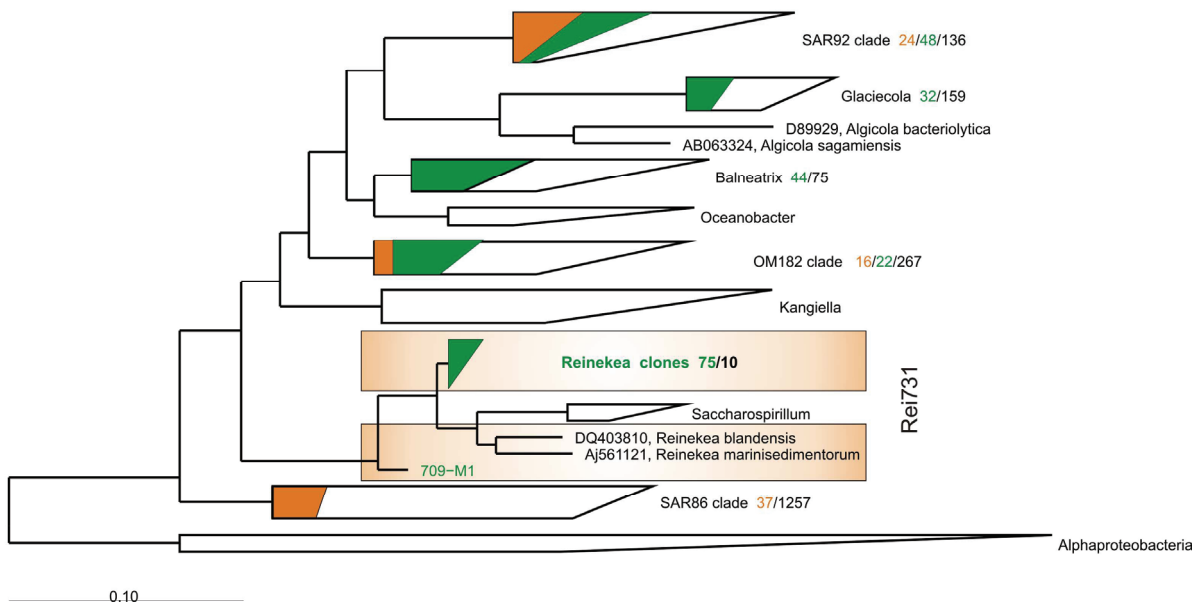 SAR92 clade 24/48/136
Glaciecola 32/159
D89929, Algicola bacteriolytica
AB063324, Algicola sagamiensis
Balneatrix 44/75
Oceanobacter
OM182 clade 16/22/267
Kangiella
Reinekea clones 75/10
Rei731
Saccharospirillum
DQ403810, Reinekea blandensis
Aj561121, Reinekea marinisedimentorum
709-M1
SAR86 clade 37/1257
Alphaproteobacteria
0.10